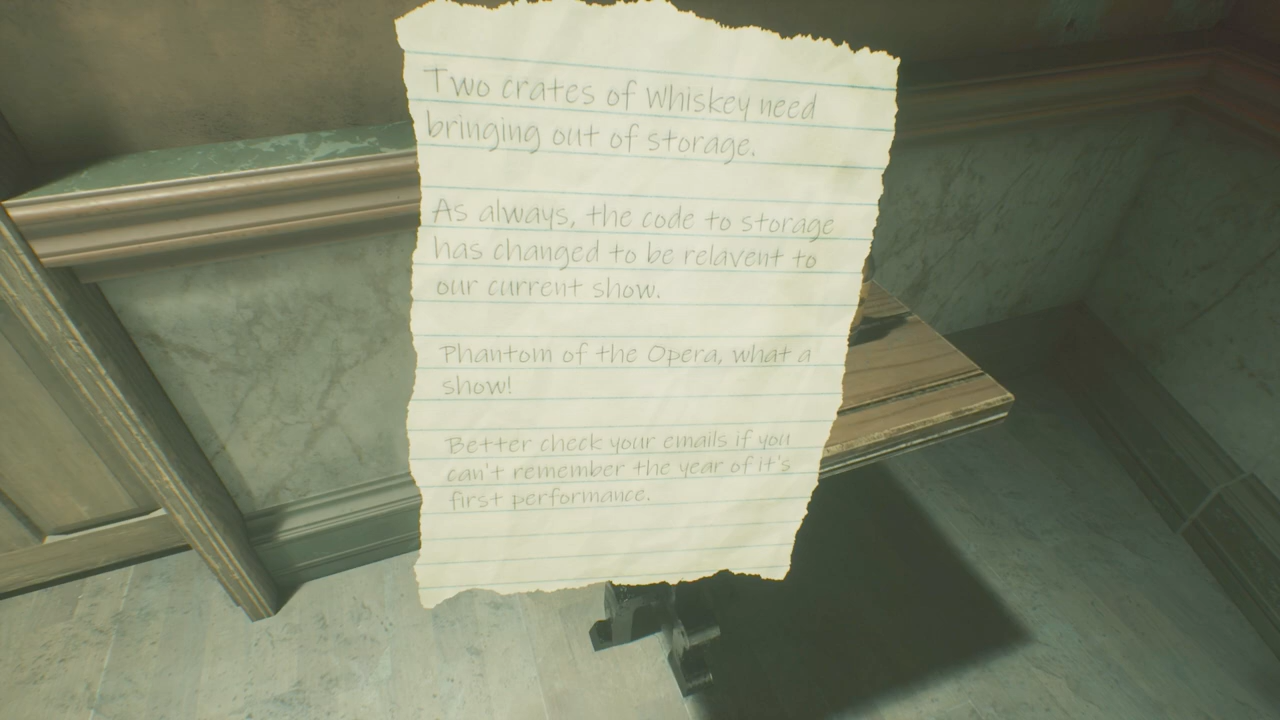 Two crates of whiskey need
bringing out of storage.
As always, the code to storage
has changed to be relavent to
our current show.
Phantom of the Opera, what a
show!
Better check your emails if you
can't remember the year of it's
first performance.